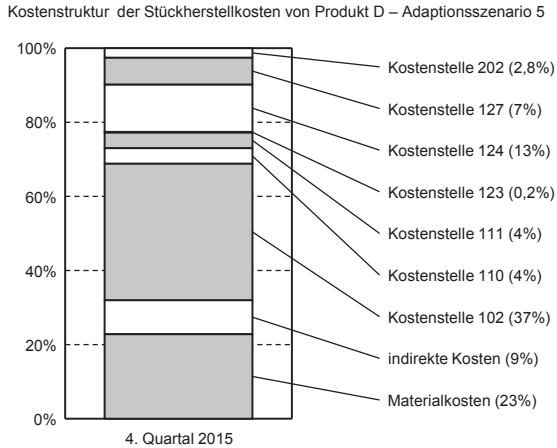 Kostenstruktur der Stückherstellkosten von Produkt D – Adaptionsszenario 5
100%
80%
60%
40%
20%
0%
Kostenstelle 202 (2,8%)
Kostenstelle 127 (7%)
Kostenstelle 124 (13%)
Kostenstelle 123 (0,2%)
Kostenstelle 111 (4%)
Kostenstelle 110 (4%)
Kostenstelle 102 (37%)
indirekte Kosten (9%)
Materialkosten (23%)
4. Quartal 2015